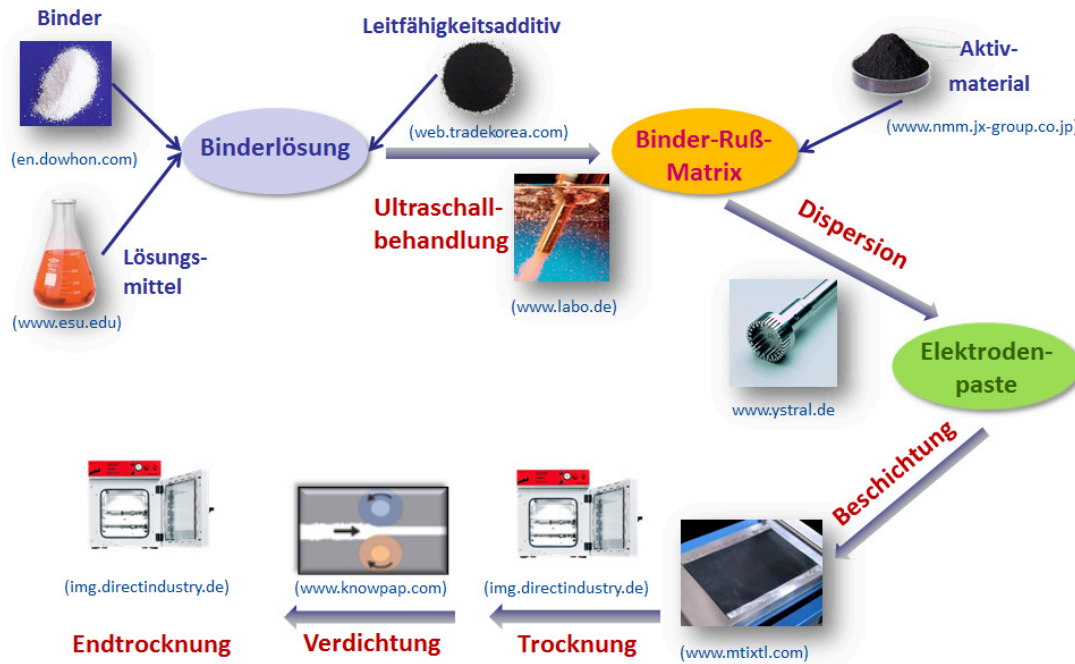 Binder
(en.dowhon.com)
Lösungs-
mittel
(www.esu.edu)
Binderlösung
Leitfähigkeitsadditiv
(web.tradekorea.com)
Ultraschall-
behandlung
(www.labo.de)
Binder-Ruß-
Matrix
Aktiv-
material
(www.nmm.jx-group.co.jp)
Dispersion
www.ystral.de
Elektroden-
paste
Beschichtung
(www.mtixtl.com)
(img.directindustry.de)
Trocknung
(www.knowpap.com)
Verdichtung
(img.directindustry.de)
Endtrocknung